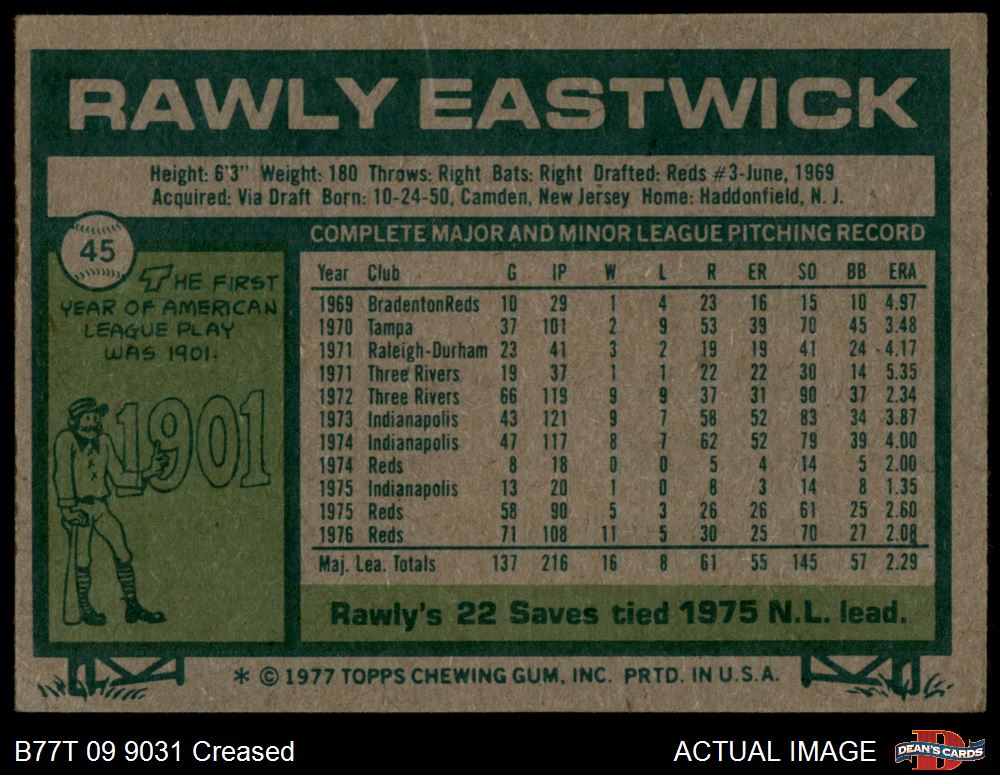 RAWLY EASTWICK
Height: 6'3" Weight: 180 Throws: Right Bats: Right Drafted: Reds #3-June, 1969
Acquired: Via Draft Born: 10-24-50, Camden, New Jersey Home: Haddonfield, N. J.
45
THE FIRST
YEAR OF AMERICAN
LEAGUE PLAY
WAS 1901.
1901
COMPLETE MAJOR AND MINOR LEAGUE PITCHING RECORD
Year Club G IP W L R ER SO BB ERA
1969 BradentonReds 10 29 1 4 23 16 15 10 4.97
1970 Tampa 37 101 2 9 53 39 70 45 3.48
1971 Raleigh-Durham 23 41 3 2 19 19 41 24 4.17
1971 Three Rivers 19 37 1 1 22 22 30 14 5.35
1972 Three Rivers 66 119 9 9 37 31 90 37 2.34
1973 Indianapolis 43 121 9 7 58 52 83 34 3.87
1974 Indianapolis 47 117 8 7 62 52 79 39 4.00
1974 Reds 8 18 0 0 5 4 14 5 2.00
1975 Indianapolis 13 20 1 0 8 3 14 8 1.35
1975 Reds 58 90 5 3 26 26 61 25 2.60
1976 Reds 71 108 11 5 30 25 70 27 2.08
Maj. Lea. Totals 137 216 16 8 61 55 145 57 2.29
Rawly's 22 Saves tied 1975 N.L. lead.
* © 1977 TOPPS CHEWING GUM, INC. PRTD. IN U.S.A.
B77T 09 9031 Creased
ACTUAL IMAGE
DEAN'S CARDS